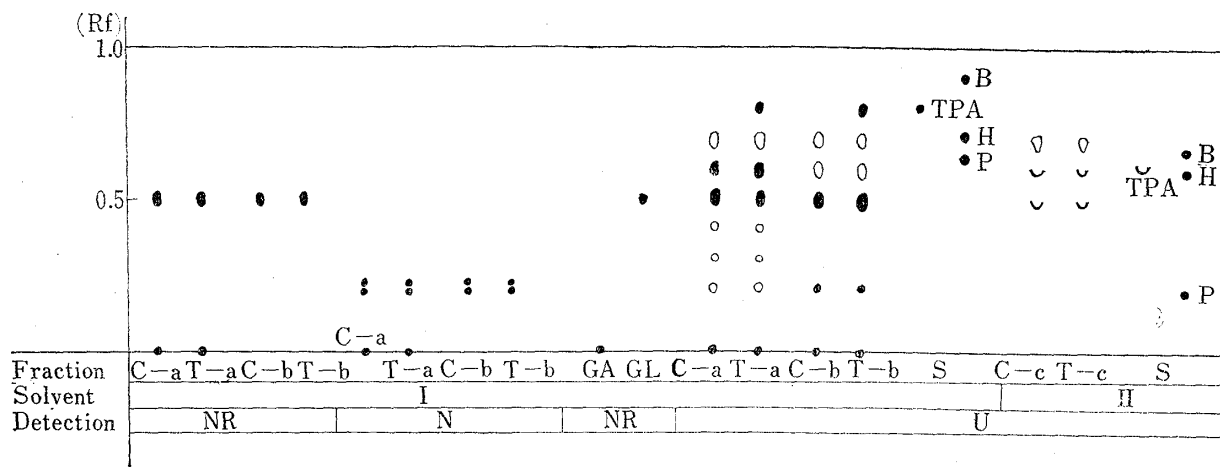 (Rf)
1.0
B
TPA
H
P
B
H
TPA
0.5
P
C-a
Fraction C-a T-a C-b T-b T-a C-b T-b GA GL C-a T-a C-b T-b S C-c T-c S
Solvent I II
Detection NR N NR U